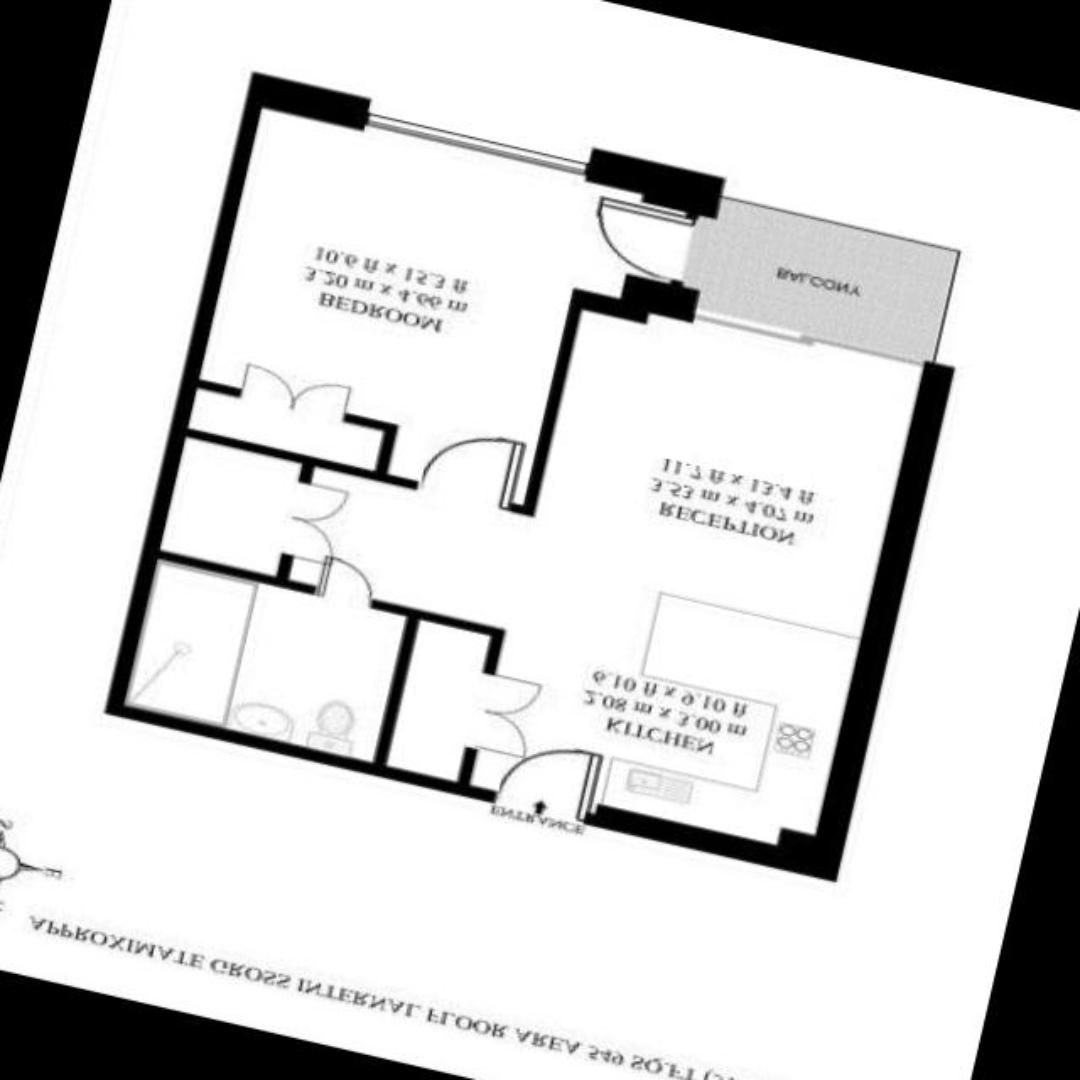 BALCONY
BEDROOM
3.20 m x 4.66 m
10.6 ft x 15.3 ft
RECEPTION
3.53 m x 4.07 m
11.7 ft x 13.4 ft
KITCHEN
2.08 m x 3.00 m
6.10 ft x 9.10 ft
ENTRANCE
S
E
APPROXIMATE GROSS INTERNAL FLOOR AREA 549 SQ.FT